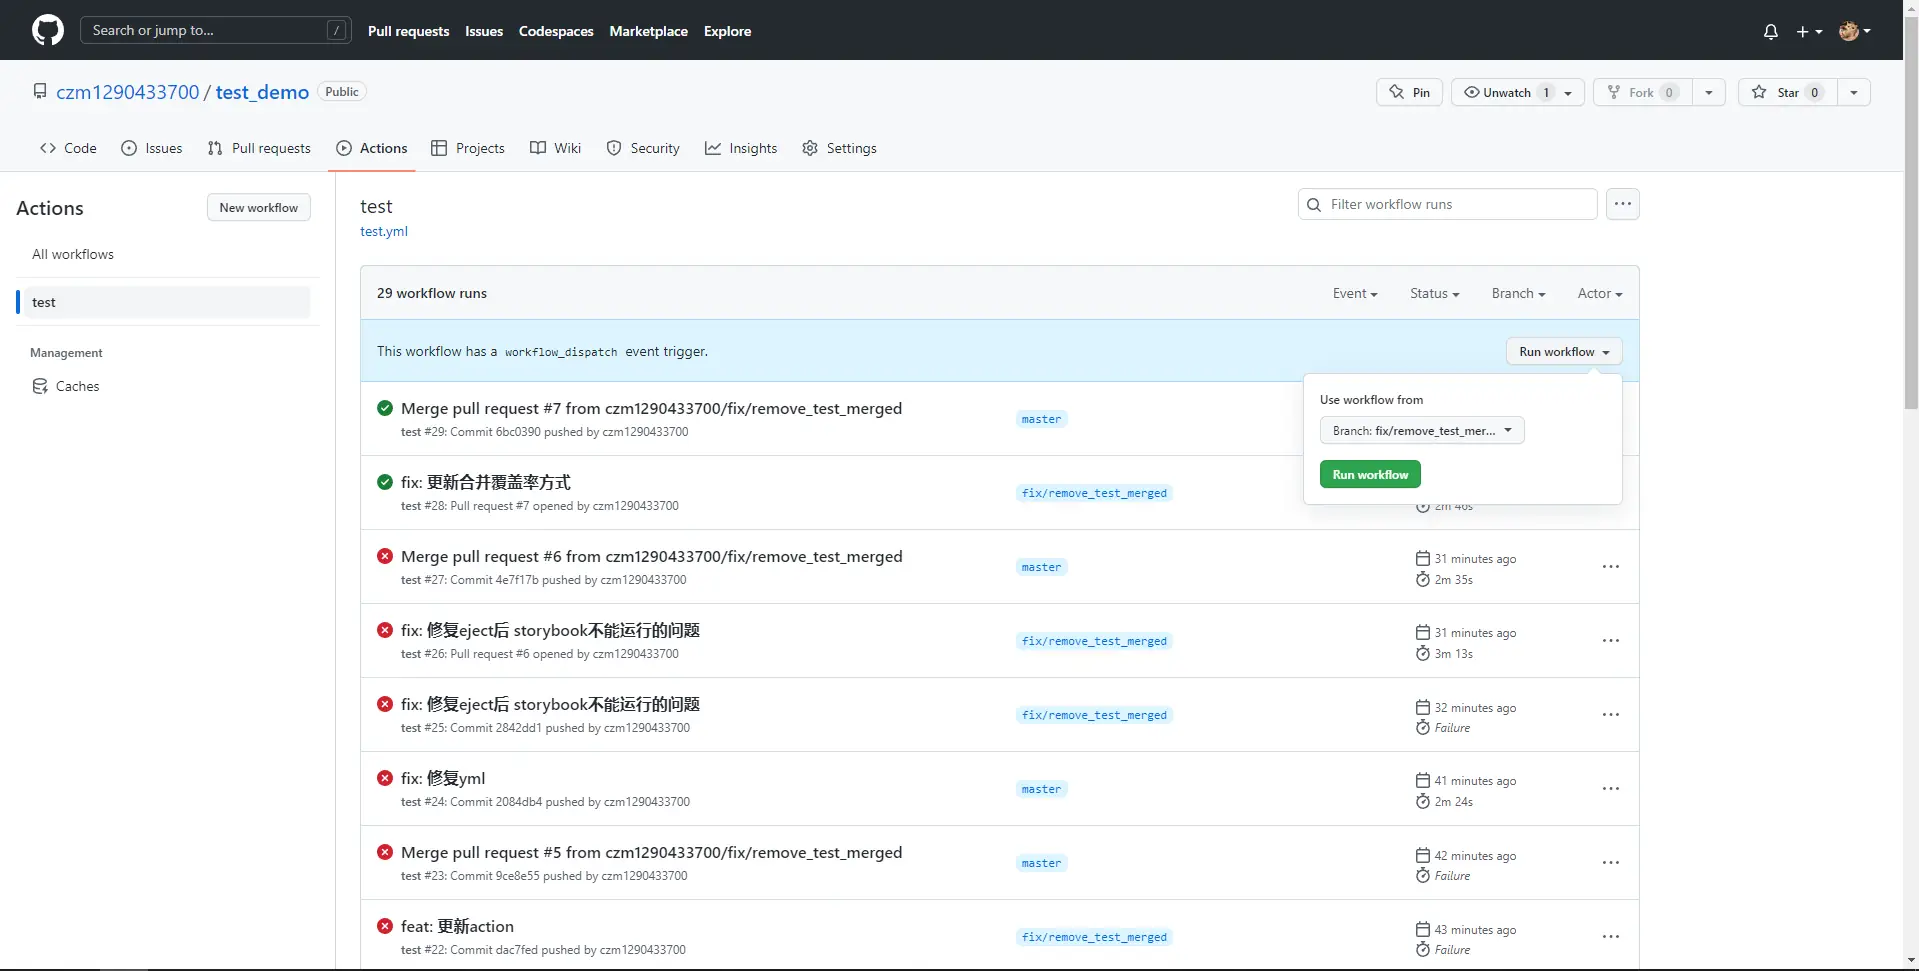 Search or jump to...
/
Pull requests
Issues
Codespaces
Marketplace
Explore
czm1290433700 / test_demo
Public
Pin
Unwatch 1
Fork 0
Star 0
Code
Issues
Pull requests
Actions
Projects
Wiki
Security
Insights
Settings
Actions
New workflow
All workflows
test
Management
Caches
test
test.yml
Filter workflow runs
29 workflow runs
Event
Status
Branch
Actor
This workflow has a workflow_dispatch event trigger.
Run workflow
Use workflow from
Branch: fix/remove_test_mer...
Run workflow
Merge pull request #7 from czm1290433700/fix/remove_test_merged
test #29: Commit 6bc0390 pushed by czm1290433700
master
fix: 更新合并覆盖率方式
test #28: Pull request #7 opened by czm1290433700
fix/remove_test_merged
2m 46s
Merge pull request #6 from czm1290433700/fix/remove_test_merged
test #27: Commit 4e7f17b pushed by czm1290433700
master
31 minutes ago
2m 35s
fix: 修复eject后 storybook不能运行的问题
test #26: Pull request #6 opened by czm1290433700
fix/remove_test_merged
31 minutes ago
3m 13s
fix: 修复eject后 storybook不能运行的问题
test #25: Commit 2842dd1 pushed by czm1290433700
fix/remove_test_merged
32 minutes ago
Failure
fix: 修复yml
test #24: Commit 2084db4 pushed by czm1290433700
master
41 minutes ago
2m 24s
Merge pull request #5 from czm1290433700/fix/remove_test_merged
test #23: Commit 9ce8e55 pushed by czm1290433700
master
42 minutes ago
Failure
feat: 更新action
test #22: Commit dac7fed pushed by czm1290433700
fix/remove_test_merged
43 minutes ago
Failure